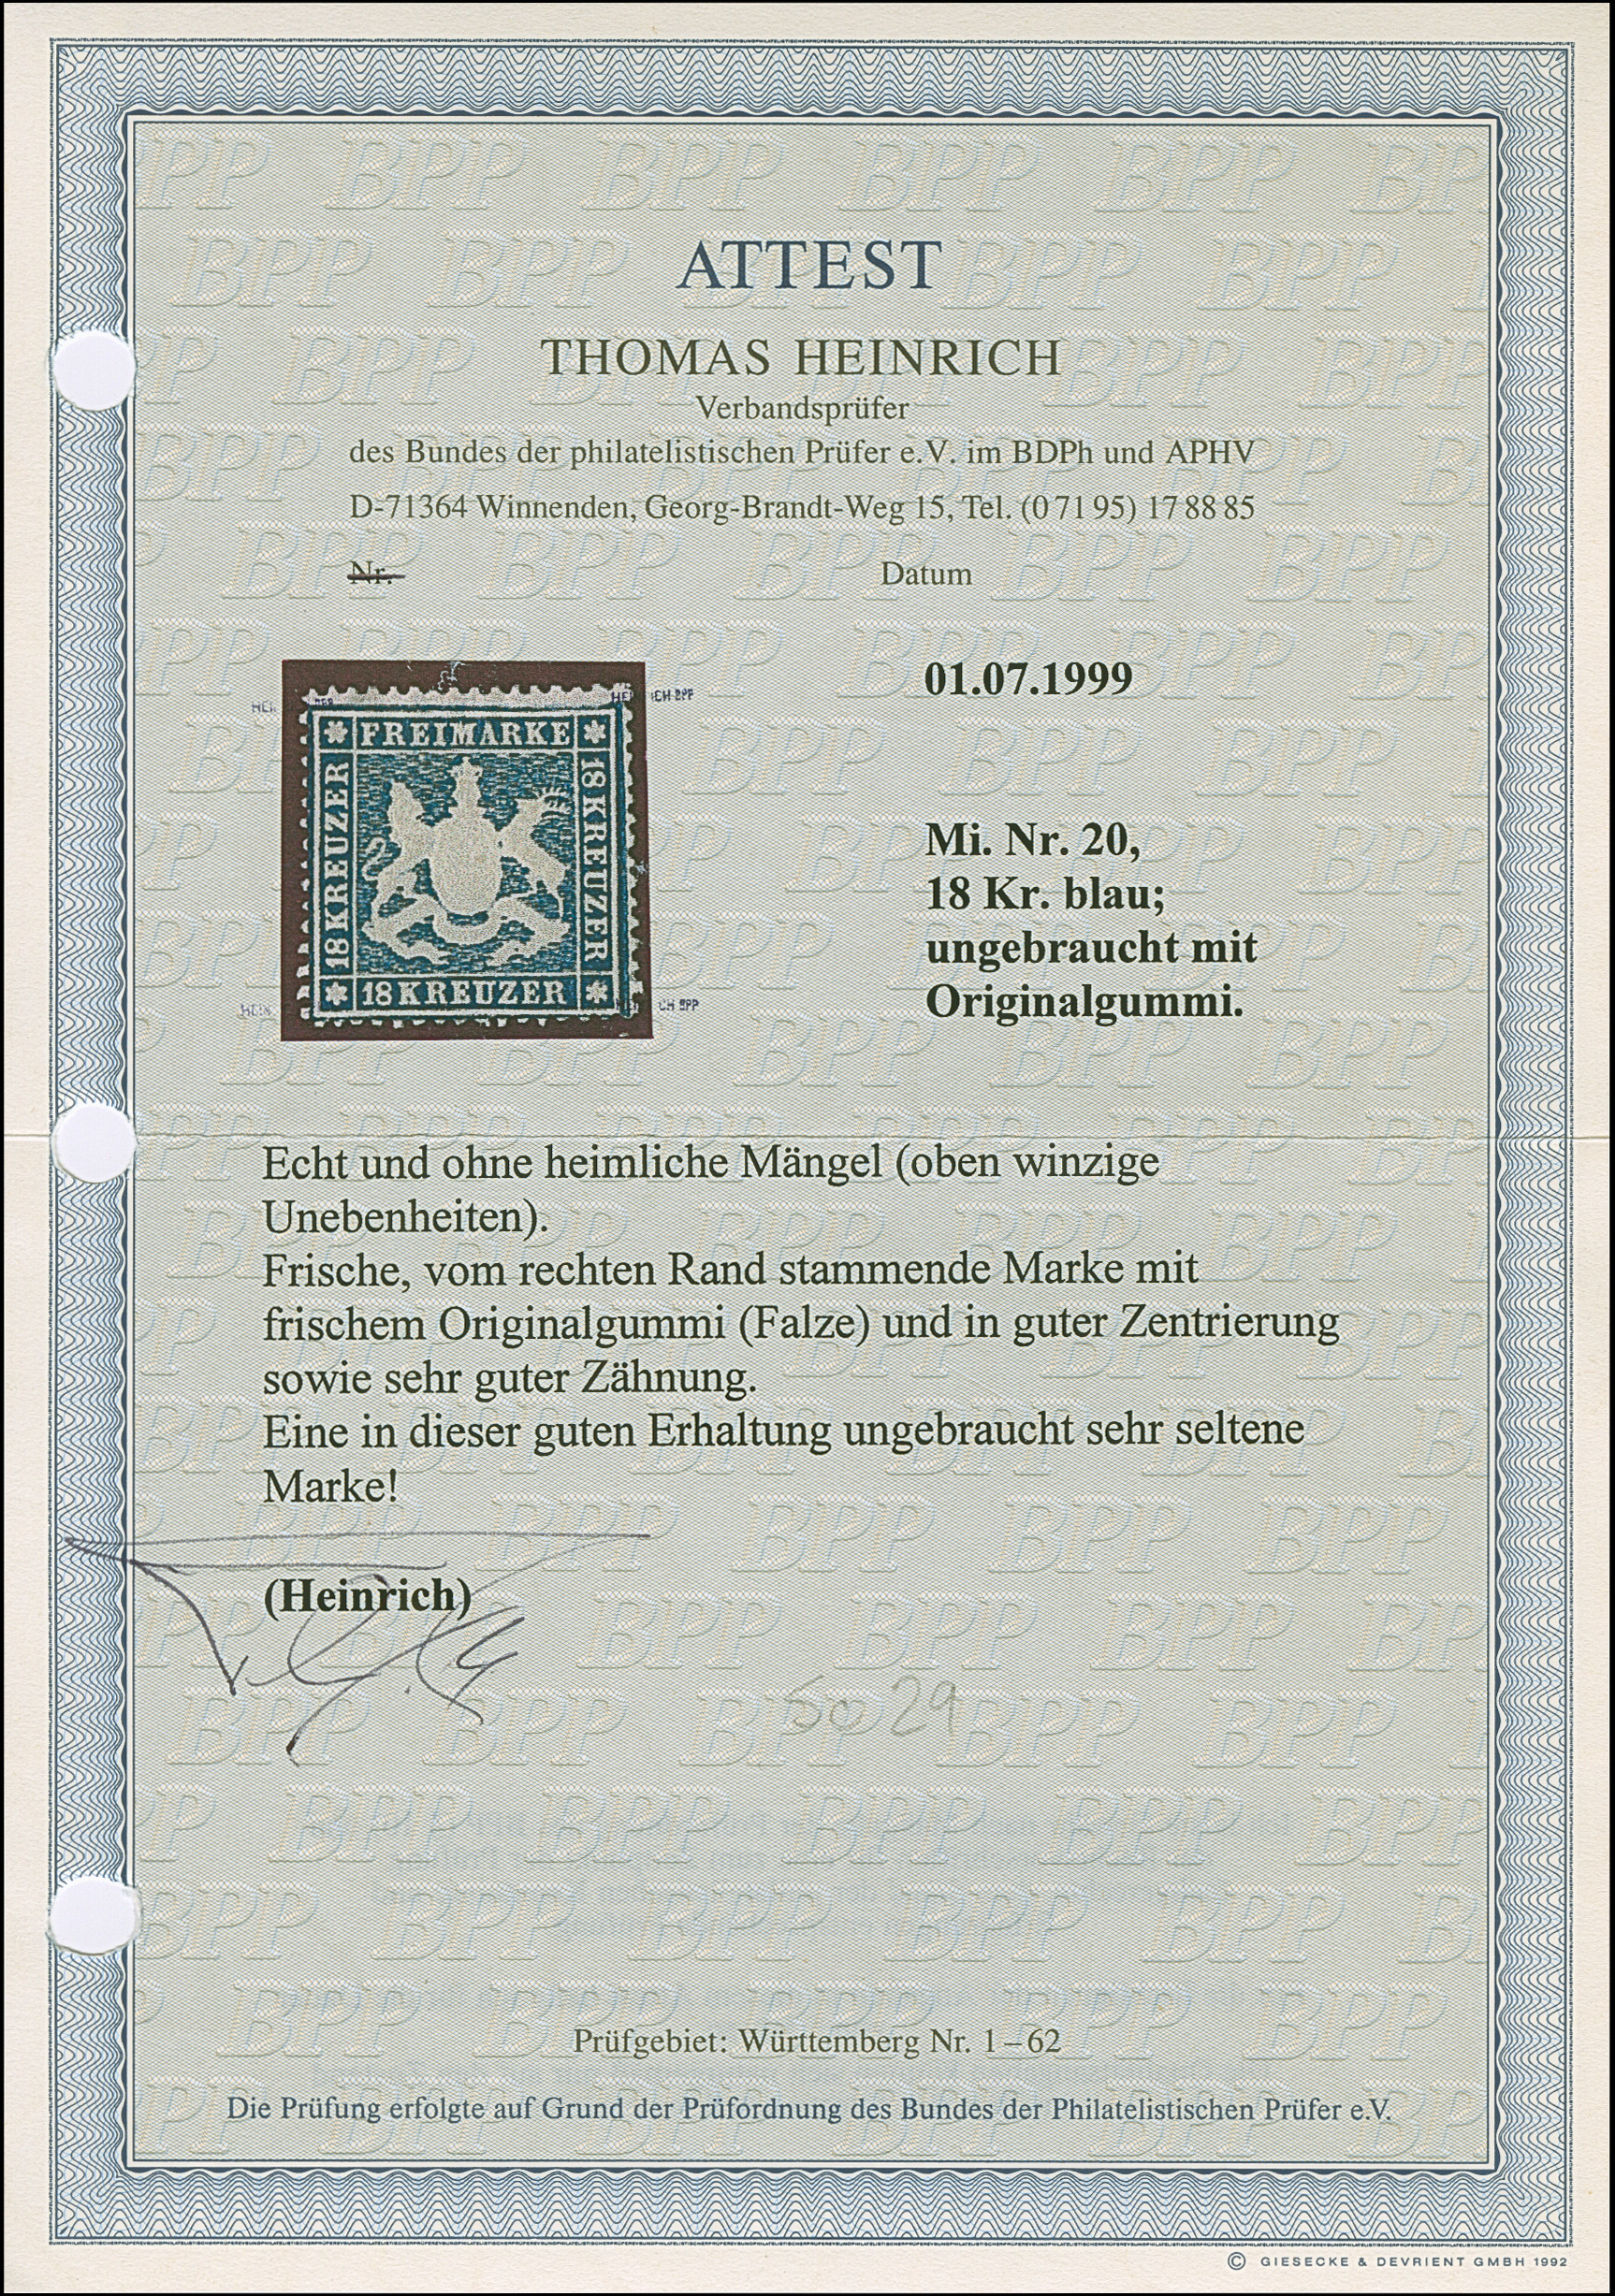 ATTEST
THOMAS HEINRICH
Verbandsprüfer
des Bundes der philatelistischen Prüfer e.V. im BDPh und APHV
D-71364 Winnenden, Georg-Brandt-Weg 15, Tel. (0 71 95) 17 88 85
Nr. Datum
01.07.1999
FREIMARKE
18 KREUZER
18 KREUZER
18 KREUZER
Mi. Nr. 20,
18 Kr. blau;
ungebraucht mit
Originalgummi.
Echt und ohne heimliche Mängel (oben winzige
Unebenheiten).
Frische, vom rechten Rand stammende Marke mit
frischem Originalgummi (Falze) und in guter Zentrierung
sowie sehr guter Zähnung.
Eine in dieser guten Erhaltung ungebraucht sehr seltene
Marke!
(Heinrich)
Prüfgebiet: Württemberg Nr. 1–62
Die Prüfung erfolgte auf Grund der Prüfordnung des Bundes der Philatelistischen Prüfer e.V.
© GIESECKE & DEVRIENT GMBH 1992